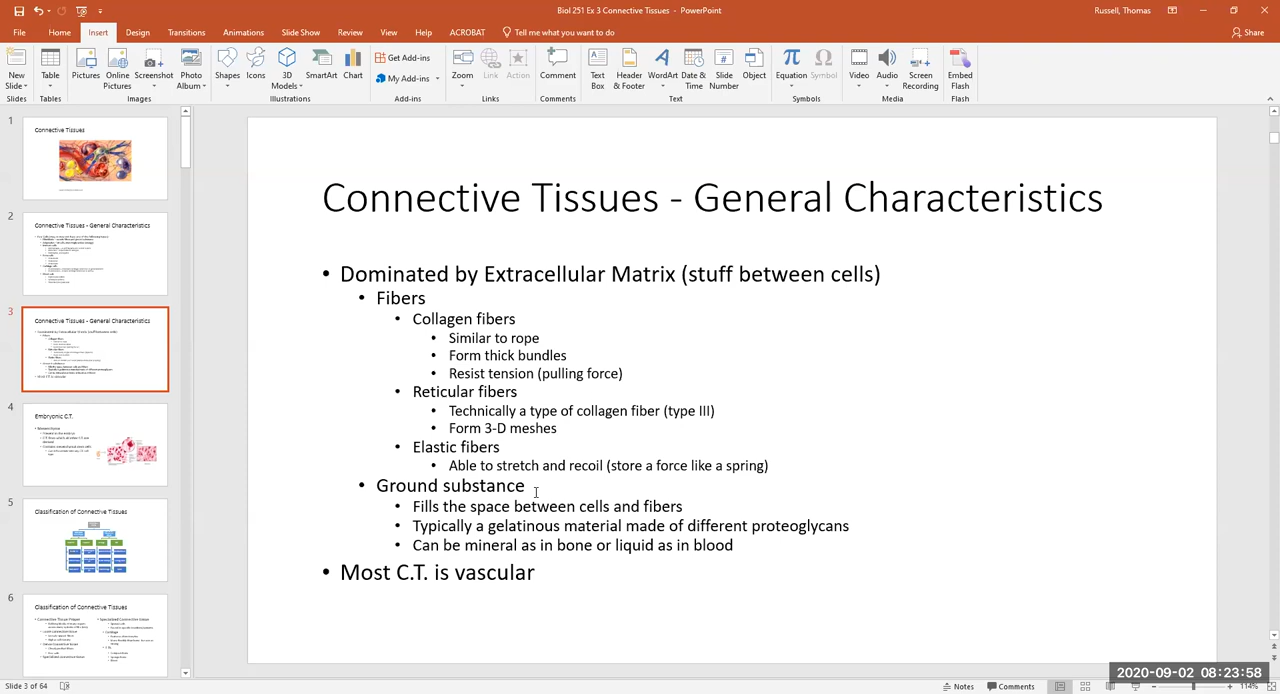 Biol 251 Ex 3 Connective Tissues - PowerPoint
Russell, Thomas
File Home Insert Design Transitions Animations Slide Show Review View Help ACROBAT Tell me what you want to do
Share
New Slide
Table
Pictures
Online Pictures
Screenshot
Photo Album
Shapes
Icons
3D Models
SmartArt
Chart
Get Add-ins
My Add-ins
Zoom
Link
Action
Comment
Text Box
Header & Footer
WordArt
Date & Time
Slide Number
Object
Equation
Symbol
Video
Audio
Screen Recording
Embed Flash
Slides Tables Images Illustrations Add-ins Links Comments Text Symbols Media Flash
1
Connective Tissues
2
Connective Tissues - General Characteristics
3
Connective Tissues - General Characteristics
4
Embryonic C.T.
5
Classification of Connective Tissues
6
Classification of Connective Tissues
Connective Tissues - General Characteristics
• Dominated by Extracellular Matrix (stuff between cells)
• Fibers
• Collagen fibers
• Similar to rope
• Form thick bundles
• Resist tension (pulling force)
• Reticular fibers
• Technically a type of collagen fiber (type III)
• Form 3-D meshes
• Elastic fibers
• Able to stretch and recoil (store a force like a spring)
• Ground substance
• Fills the space between cells and fibers
• Typically a gelatinous material made of different proteoglycans
• Can be mineral as in bone or liquid as in blood
• Most C.T. is vascular
2020-09-02 08:23:58
Slide 3 of 64
Notes Comments 114%